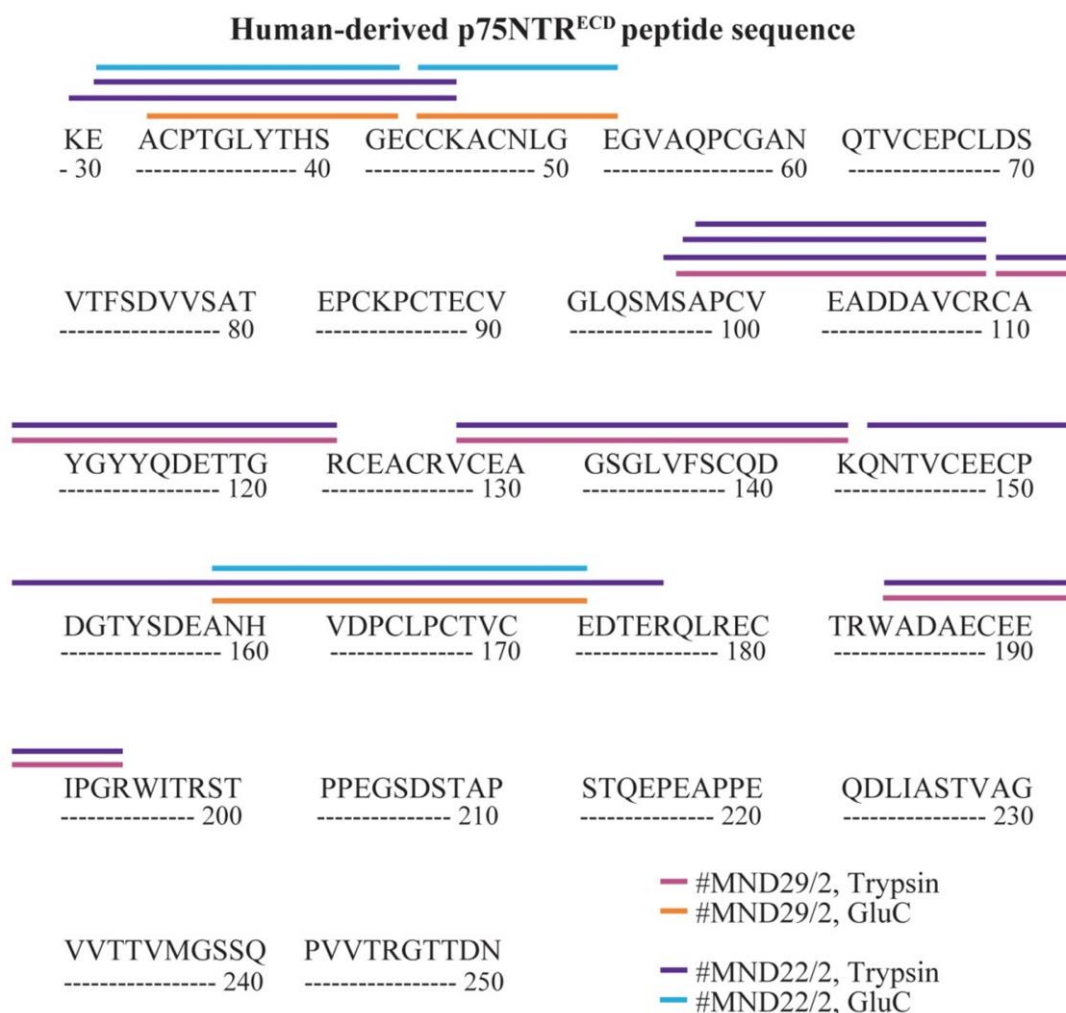 Human-derived p75NTR^ECD peptide sequence
KE ACPTGLYTHS GECCKACNLG EGVAQPCGAN QTVCEPCLDS
- 30 ---------------- 40 ---------------- 50 ---------------- 60 ---------------- 70
VTFSDVVSAT EPCKPCTECV GLQSMSAPCV EADDAVCRCA
---------------- 80 ---------------- 90 ---------------- 100 ---------------- 110
YGYYQDETTG RCEACRVCEA GSGLVFSCQD KQNTVCEECP
---------------- 120 ---------------- 130 ---------------- 140 ---------------- 150
DGTYSDEANH VDPCLPCTVC EDTERQLREC TRWADAECEE
---------------- 160 ---------------- 170 ---------------- 180 ---------------- 190
IPGRWITRST PPEGSDSTAP STQEPEAPPE QDLIASTVAG
---------------- 200 ---------------- 210 ---------------- 220 ---------------- 230
#MND29/2, Trypsin
#MND29/2, GluC
VVTTVMGSSQ PVVTRGTTDN
---------------- 240 ---------------- 250
#MND22/2, Trypsin
#MND22/2, GluC